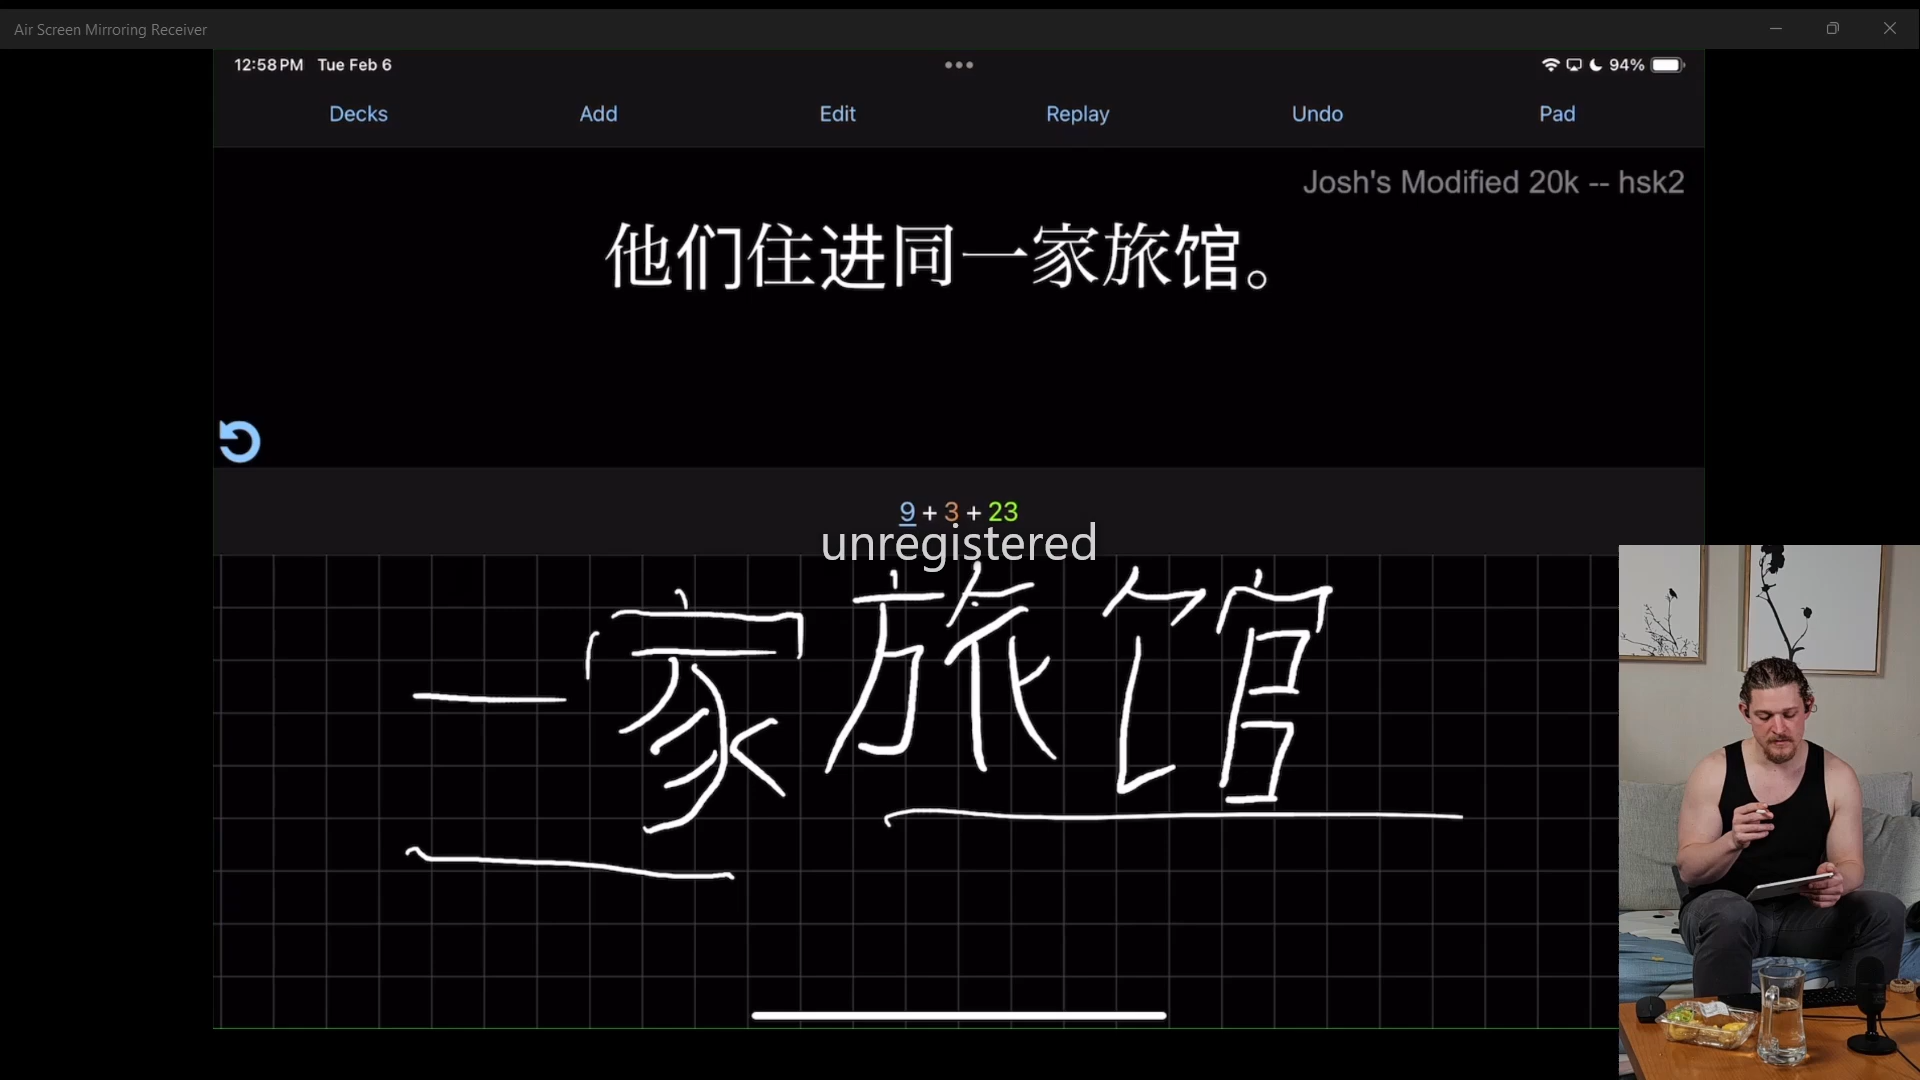 Air Screen Mirroring Receiver
12:58 PM Tue Feb 6
94%
Decks Add Edit Replay Undo Pad
Josh's Modified 20k -- hsk2
他们住进同一家旅馆。
9 + 3 + 23
unregistered
一家旅馆